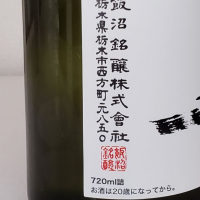 飯沼銘醸株式會社
栃木県栃木市西方町元八五〇
720ml詰
お酒は20歳になってから。